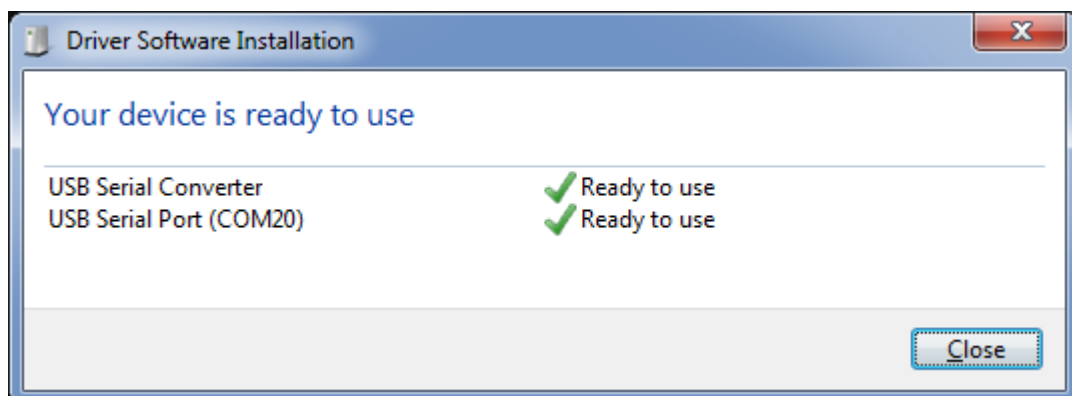 Driver Software Installation
Your device is ready to use
USB Serial Converter Ready to use
USB Serial Port (COM20) Ready to use
Close